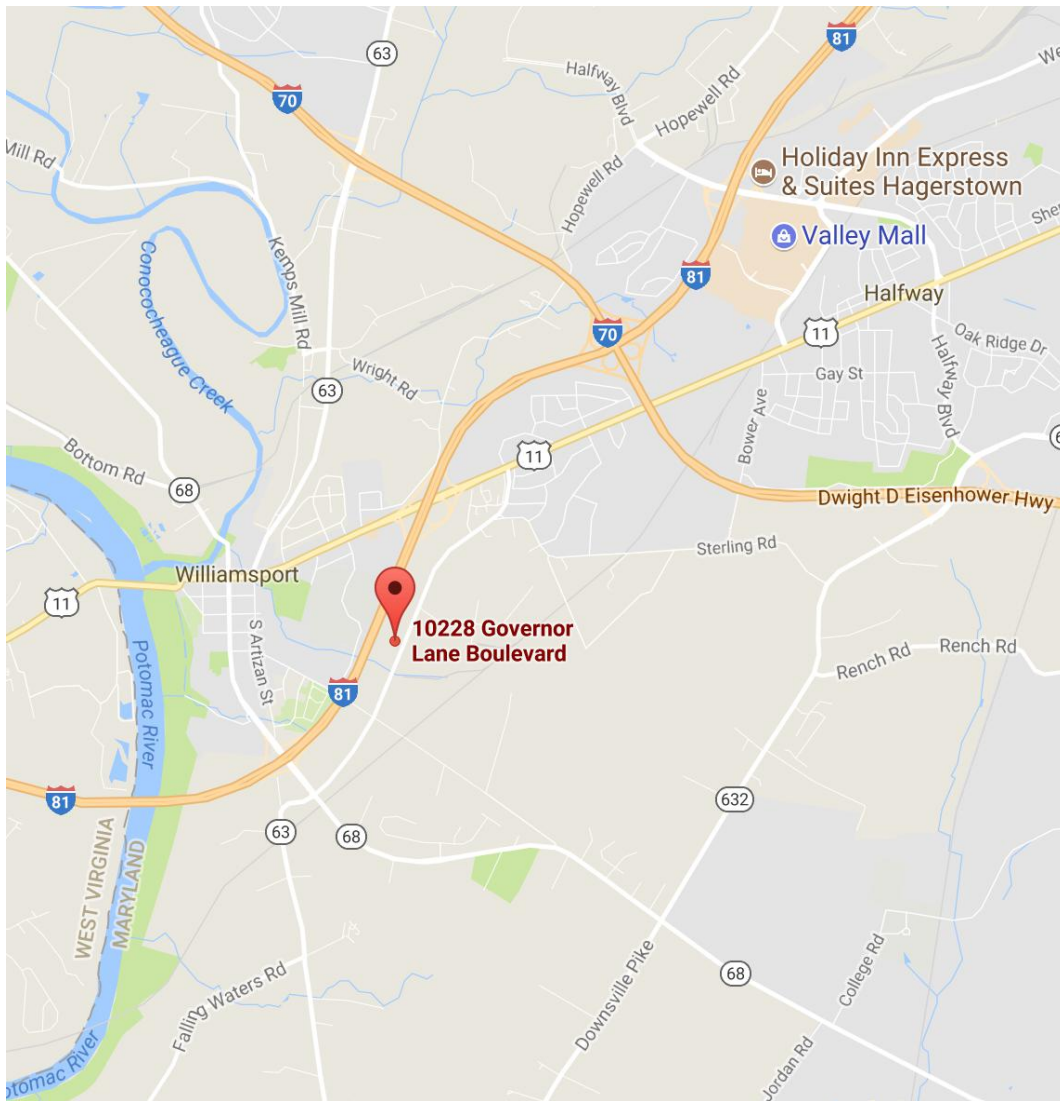 81
63
70
Halfway Blvd
Hopewell Rd
Mill Rd
Holiday Inn Express
& Suites Hagerstown
Hopewell Rd
Valley Mall
Conococheague Creek
Kemps Mill Rd
81
Halfway
70
11
Oak Ridge Dr
Wright Rd
Gay St
63
Halfway Blvd
Bower Ave
Bottom Rd
11
68
Dwight D Eisenhower Hwy
Sterling Rd
Williamsport
11
10228 Governor
Lane Boulevard
S Artizan St
Potomac River
Rench Rd
Rench Rd
81
81
632
63
68
WEST VIRGINIA
MARYLAND
College Rd
68
Falling Waters Rd
Downsville Pike
Jordan Rd
Potomac River